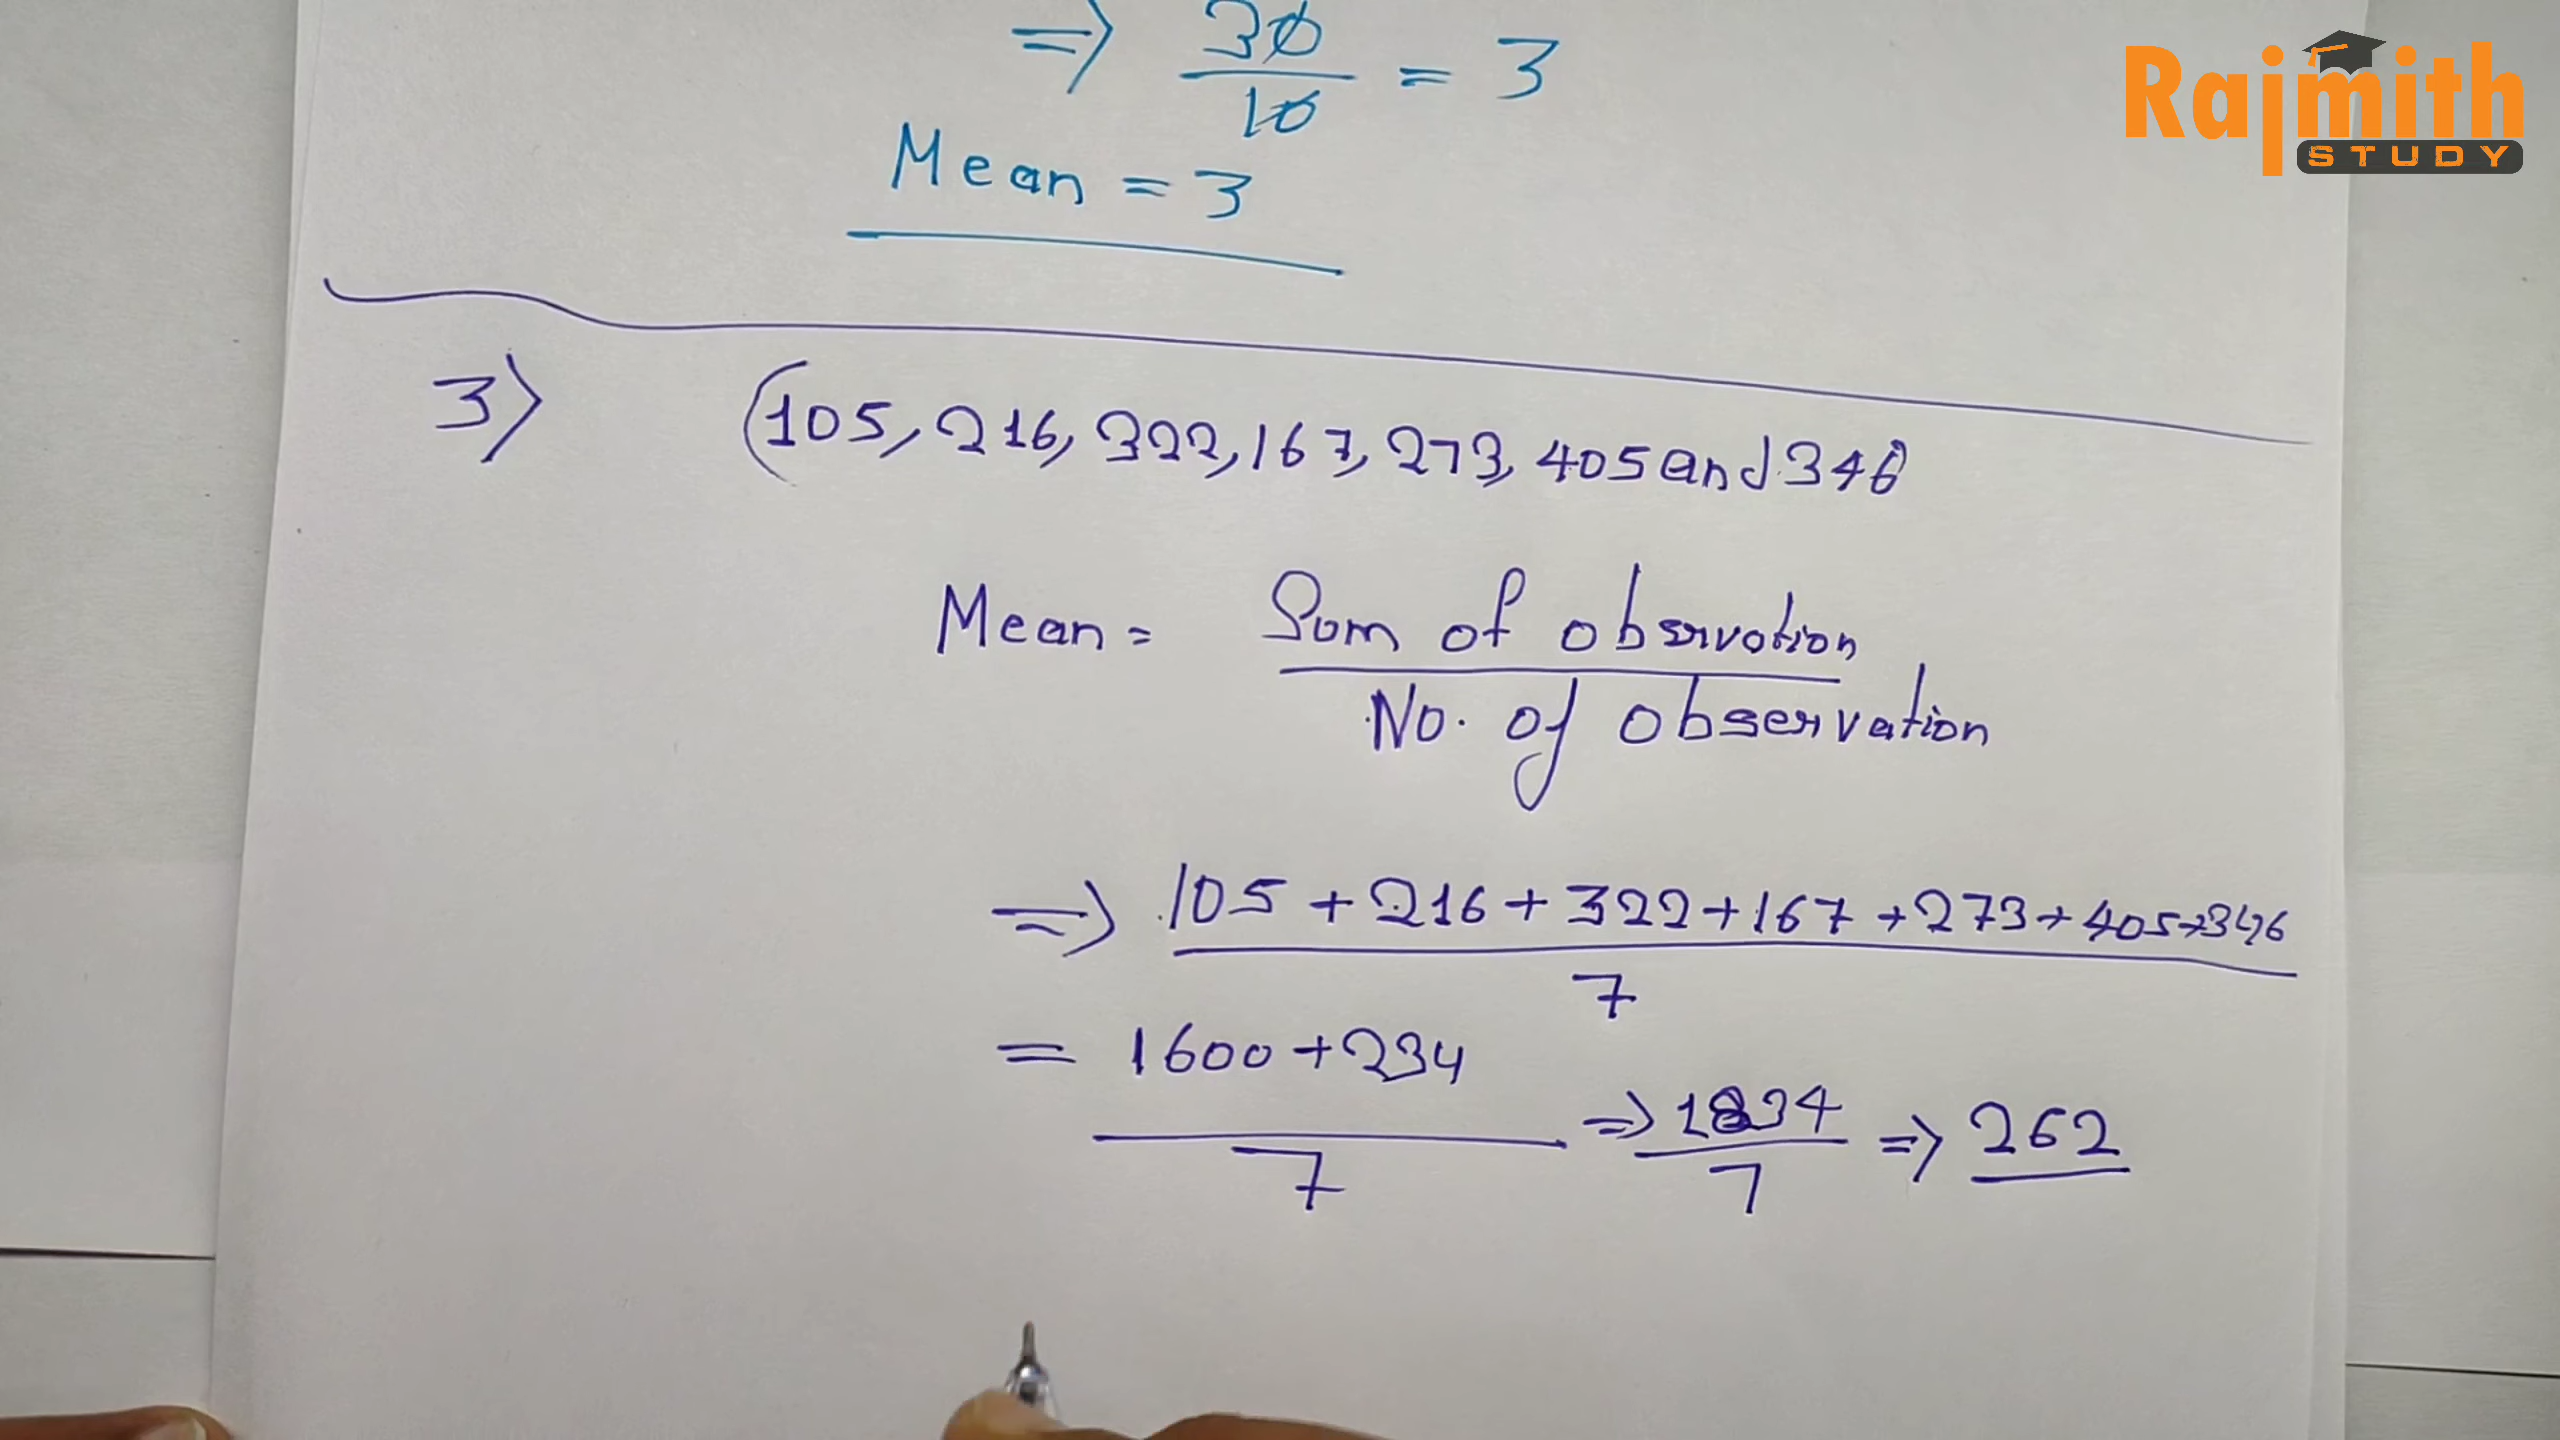 ⇒ 30/10 = 3
Rajmith
STUDY
Mean = 3
3) (105, 216, 322, 167, 273, 405 and 346
Mean = Sum of observation
No. of observation
⇒ 105 + 216 + 322 + 167 + 273 + 405 + 346
7
= 1600 + 234
7
⇒ 1834/7 ⇒ 262